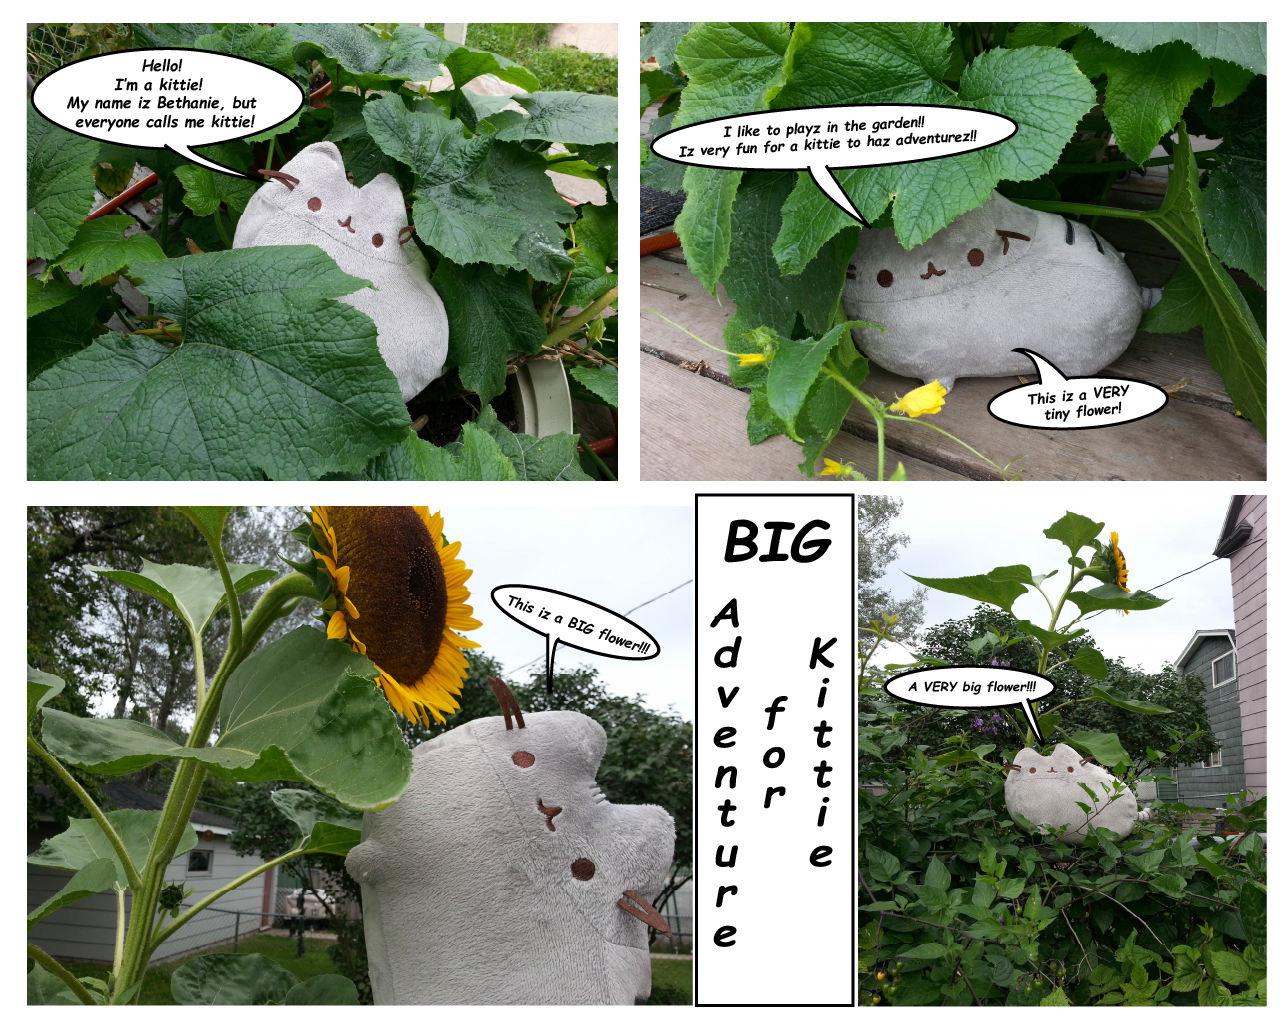 Hello!
I'm a kittie!
My name iz Bethanie, but
everyone calls me kittie!
I like to playz in the garden!!
Iz very fun for a kittie to haz adventurez!!
This iz a VERY
tiny flower!
This iz a BIG flower!!!
BIG
Adventure
for
Kittie
A VERY big flower!!!